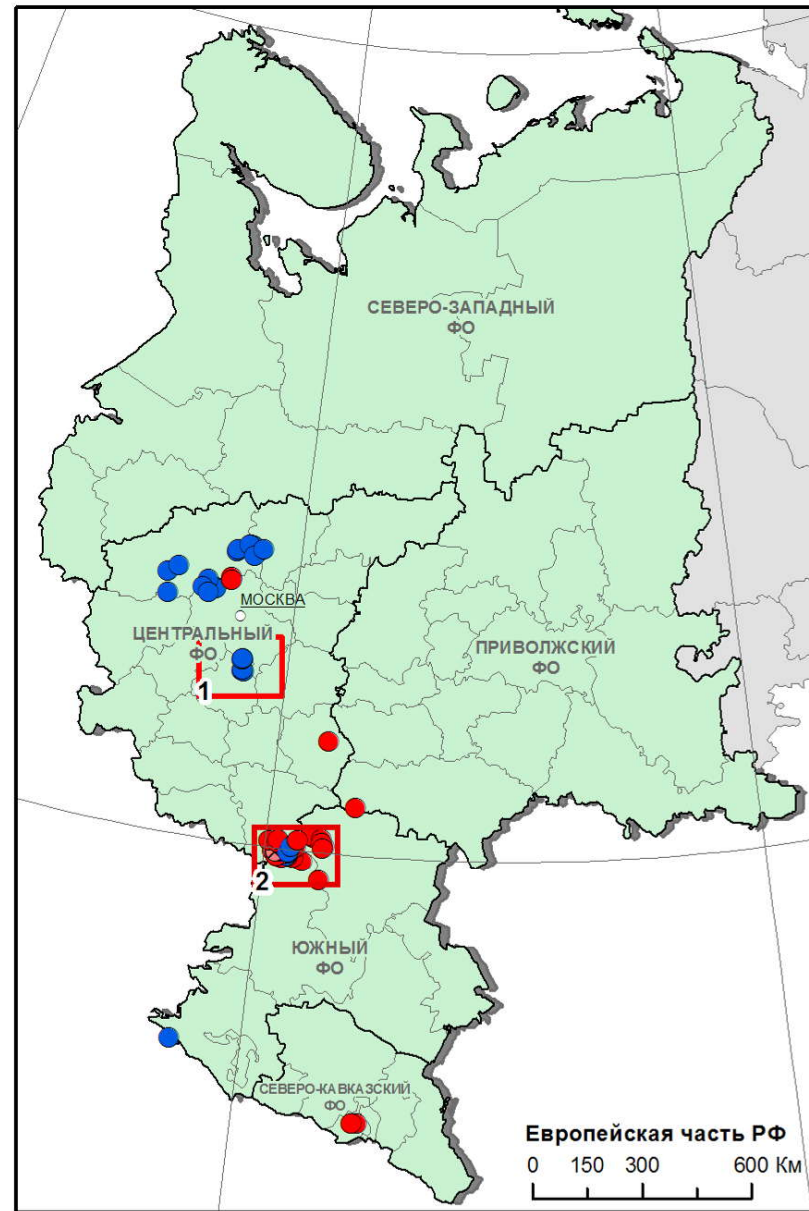 СЕВЕРО-ЗАПАДНЫЙ
ФО
МОСКВА
ЦЕНТРАЛЬНЫЙ
ФО
ПРИВОЛЖСКИЙ
ФО
1
2
ЮЖНЫЙ
ФО
СЕВЕРО-КАВКАЗСКИЙ
ФО
Европейская часть РФ
0 150 300 600 Км